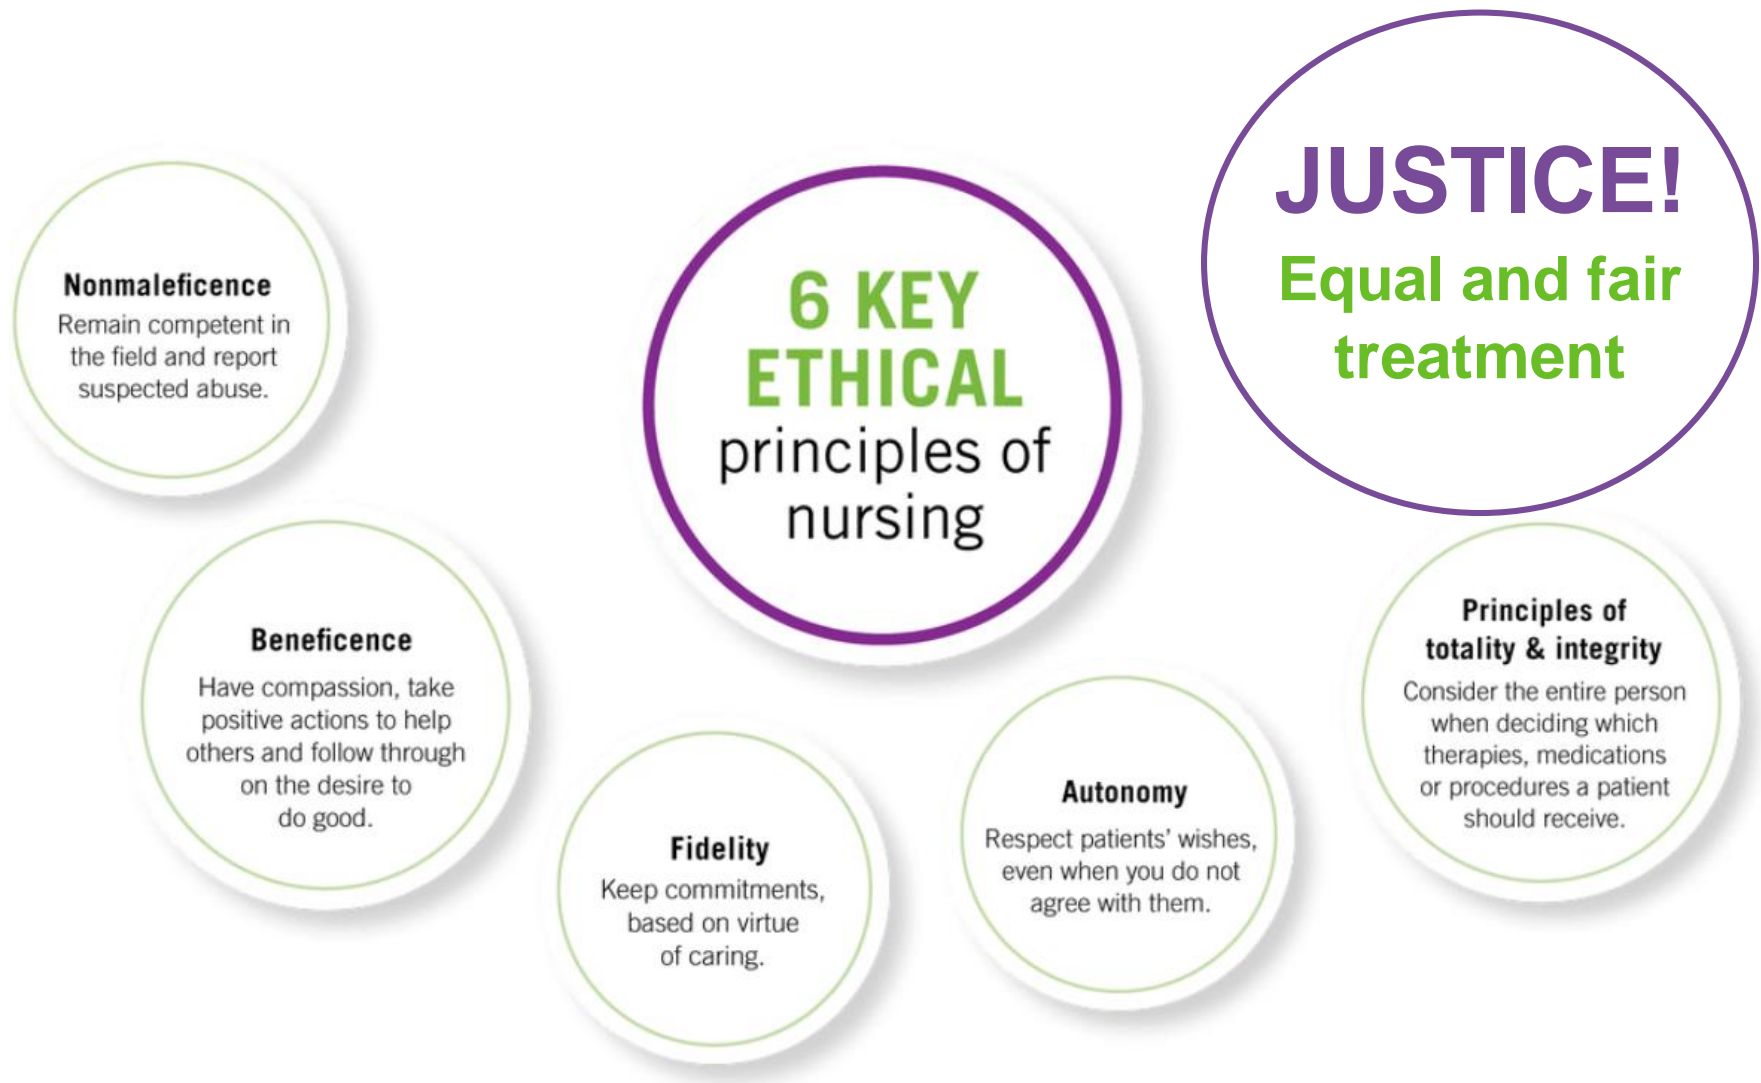 JUSTICE!
Equal and fair
treatment
6 KEY
ETHICAL
principles of
nursing
Nonmaleficence
Remain competent in
the field and report
suspected abuse.
Beneficence
Have compassion, take
positive actions to help
others and follow through
on the desire to
do good.
Fidelity
Keep commitments,
based on virtue
of caring.
Autonomy
Respect patients’ wishes,
even when you do not
agree with them.
Principles of
totality & integrity
Consider the entire person
when deciding which
therapies, medications
or procedures a patient
should receive.